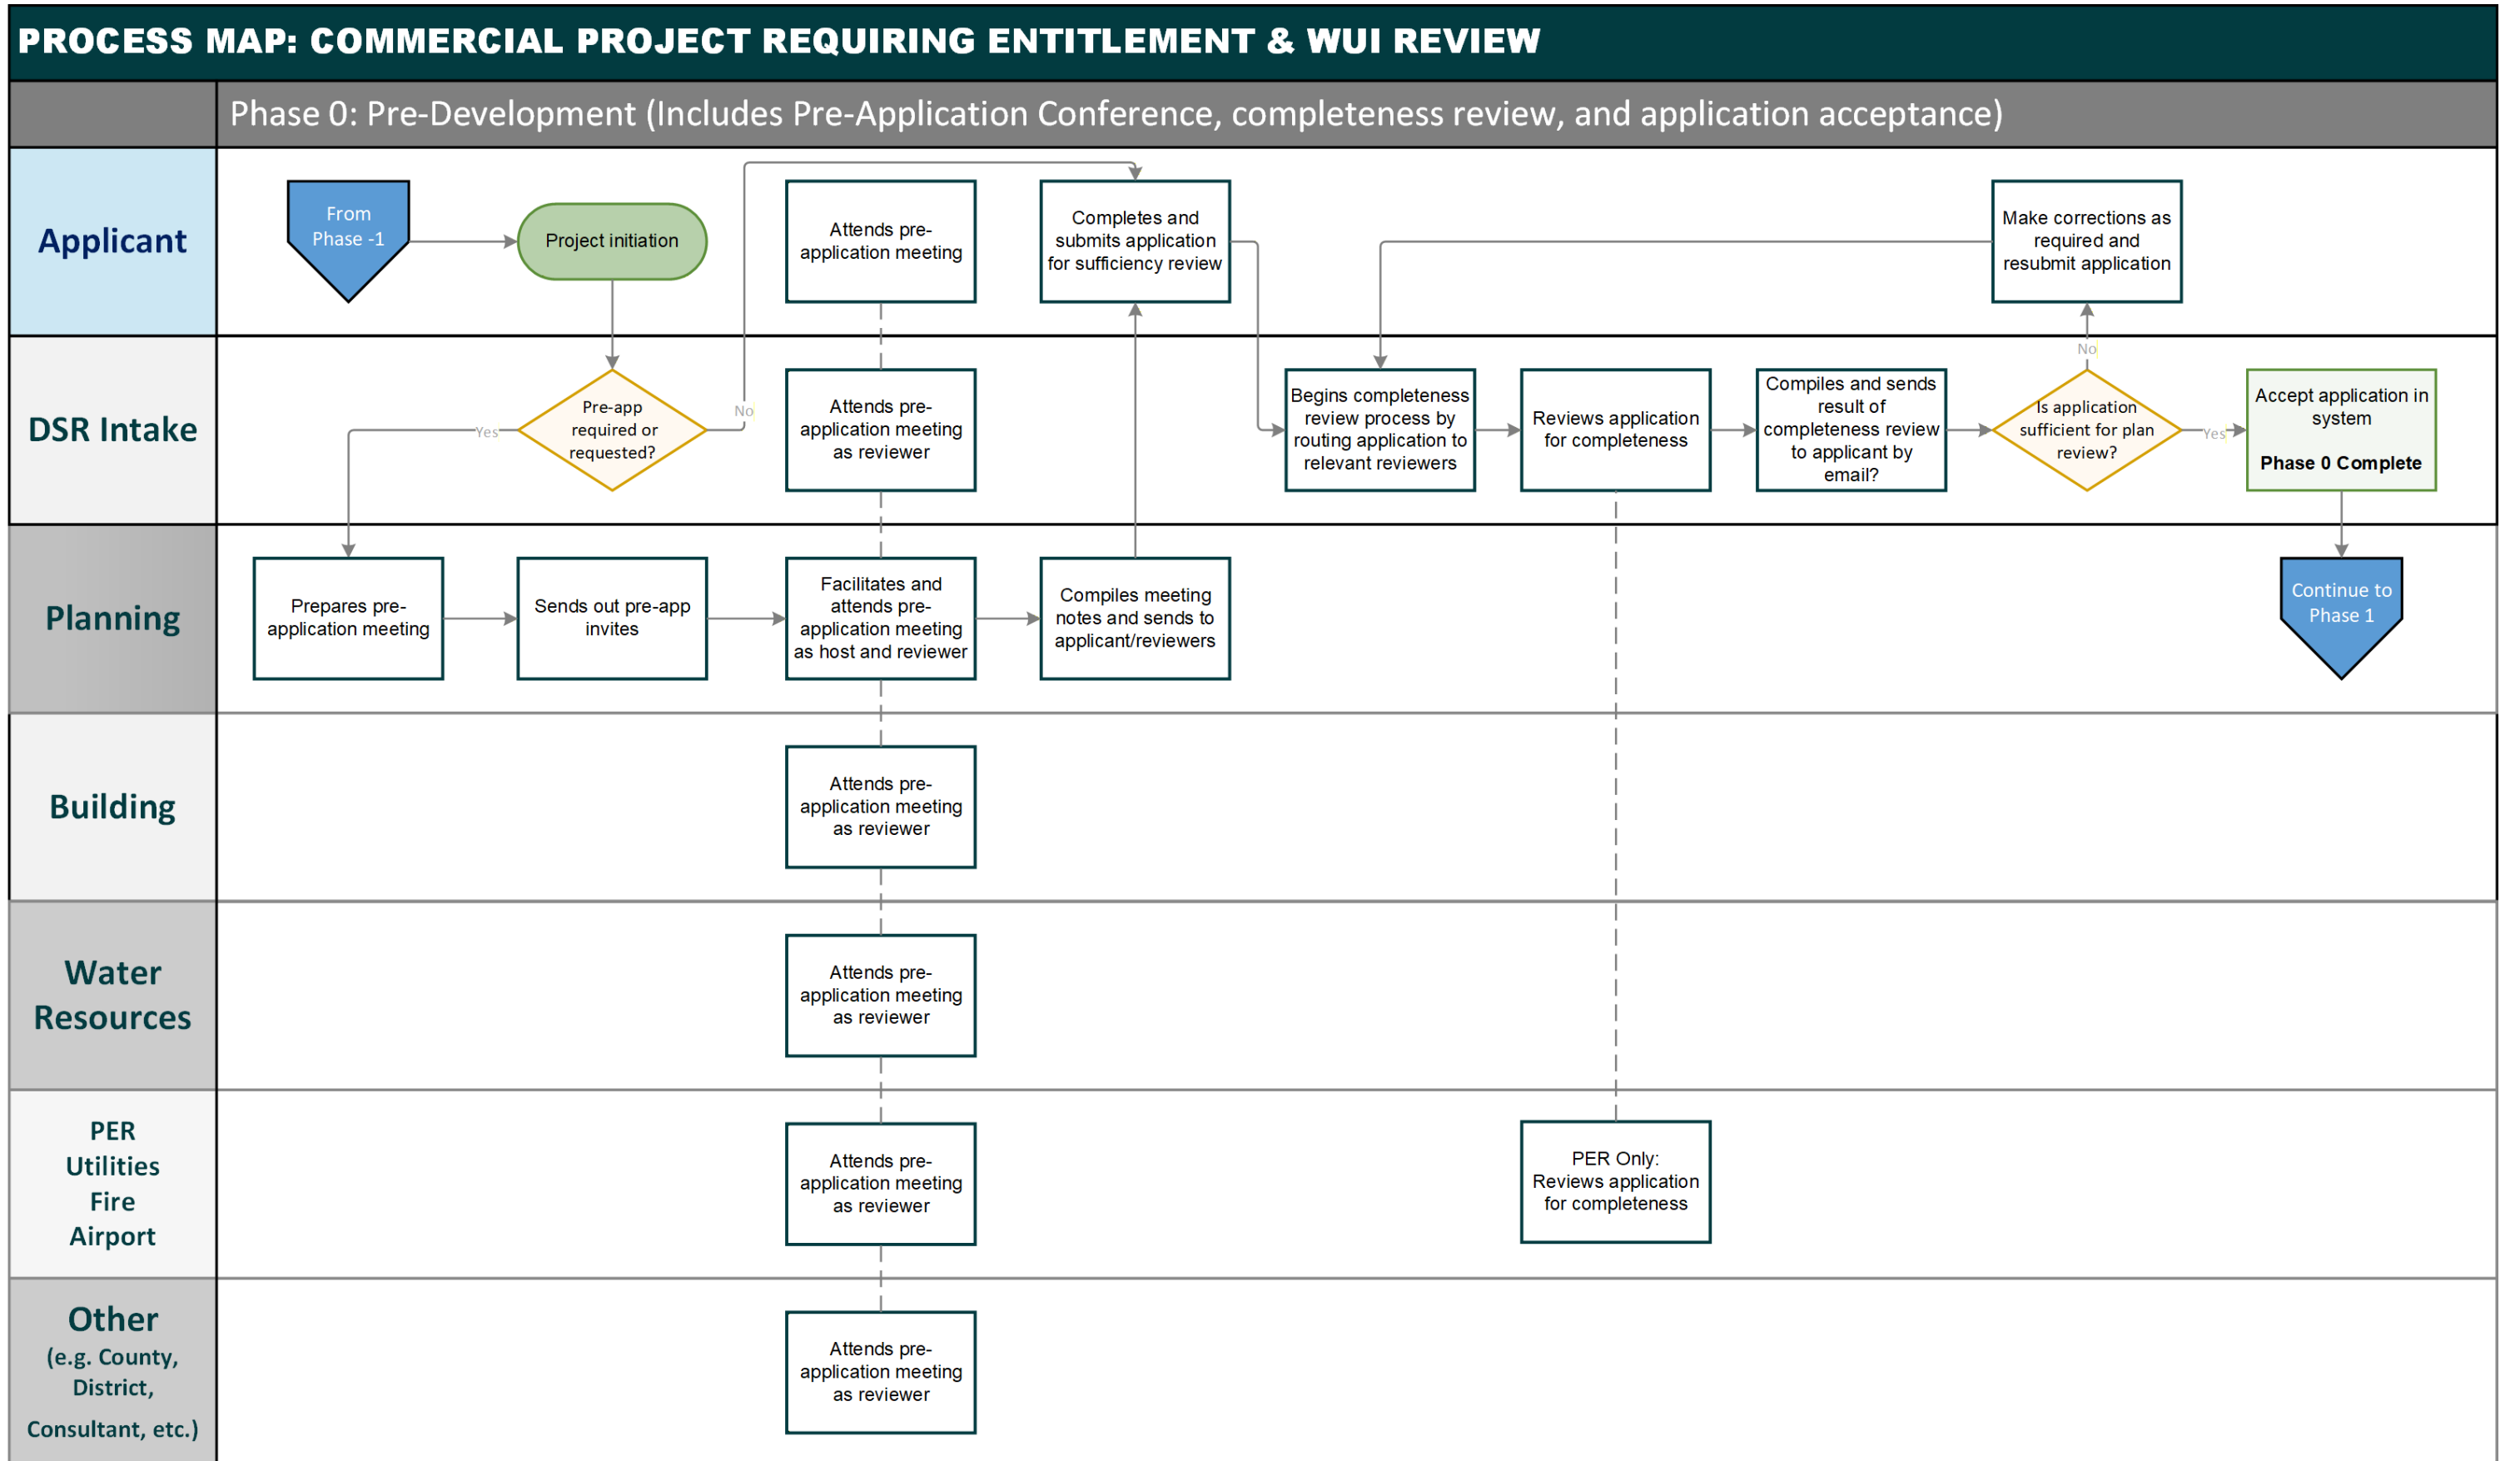 PROCESS MAP: COMMERCIAL PROJECT REQUIRING ENTITLEMENT & WUI REVIEW
Phase 0: Pre-Development (Includes Pre-Application Conference, completeness review, and application acceptance)
Applicant
From
Phase -1
Project initiation
Attends pre-
application meeting
Completes and
submits application
for sufficiency review
Make corrections as
required and
resubmit application
DSR Intake
Yes
Pre-app
required or
requested?
No
Attends pre-
application meeting
as reviewer
Begins completeness
review process by
routing application to
relevant reviewers
Reviews application
for completeness
Compiles and sends
result of
completeness review
to applicant by
email?
No
Is application
sufficient for plan
review?
Yes
Accept application in
system
Phase 0 Complete
Planning
Prepares pre-
application meeting
Sends out pre-app
invites
Facilitates and
attends pre-
application meeting
as host and reviewer
Compiles meeting
notes and sends to
applicant/reviewers
Continue to
Phase 1
Building
Attends pre-
application meeting
as reviewer
Water
Resources
Attends pre-
application meeting
as reviewer
PER
Utilities
Fire
Airport
Attends pre-
application meeting
as reviewer
PER Only:
Reviews application
for completeness
Other
(e.g. County,
District,
Consultant, etc.)
Attends pre-
application meeting
as reviewer